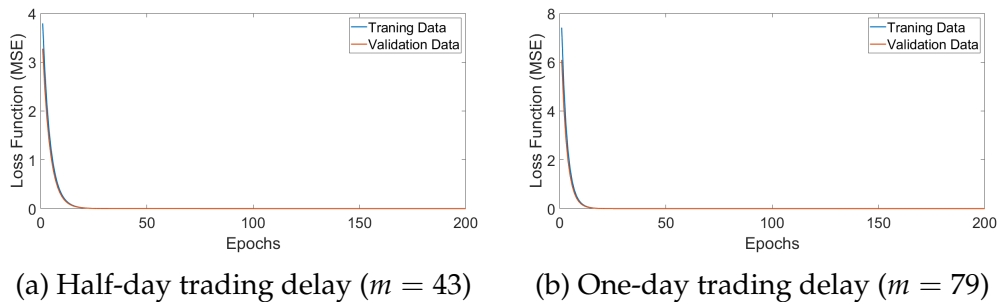 4
3
2
1
0
Loss Function (MSE)
0
50
100
150
200
Epochs
Traning Data
Validation Data
(a) Half-day trading delay (m = 43)
8
6
4
2
0
Loss Function (MSE)
0
50
100
150
200
Epochs
Traning Data
Validation Data
(b) One-day trading delay (m = 79)